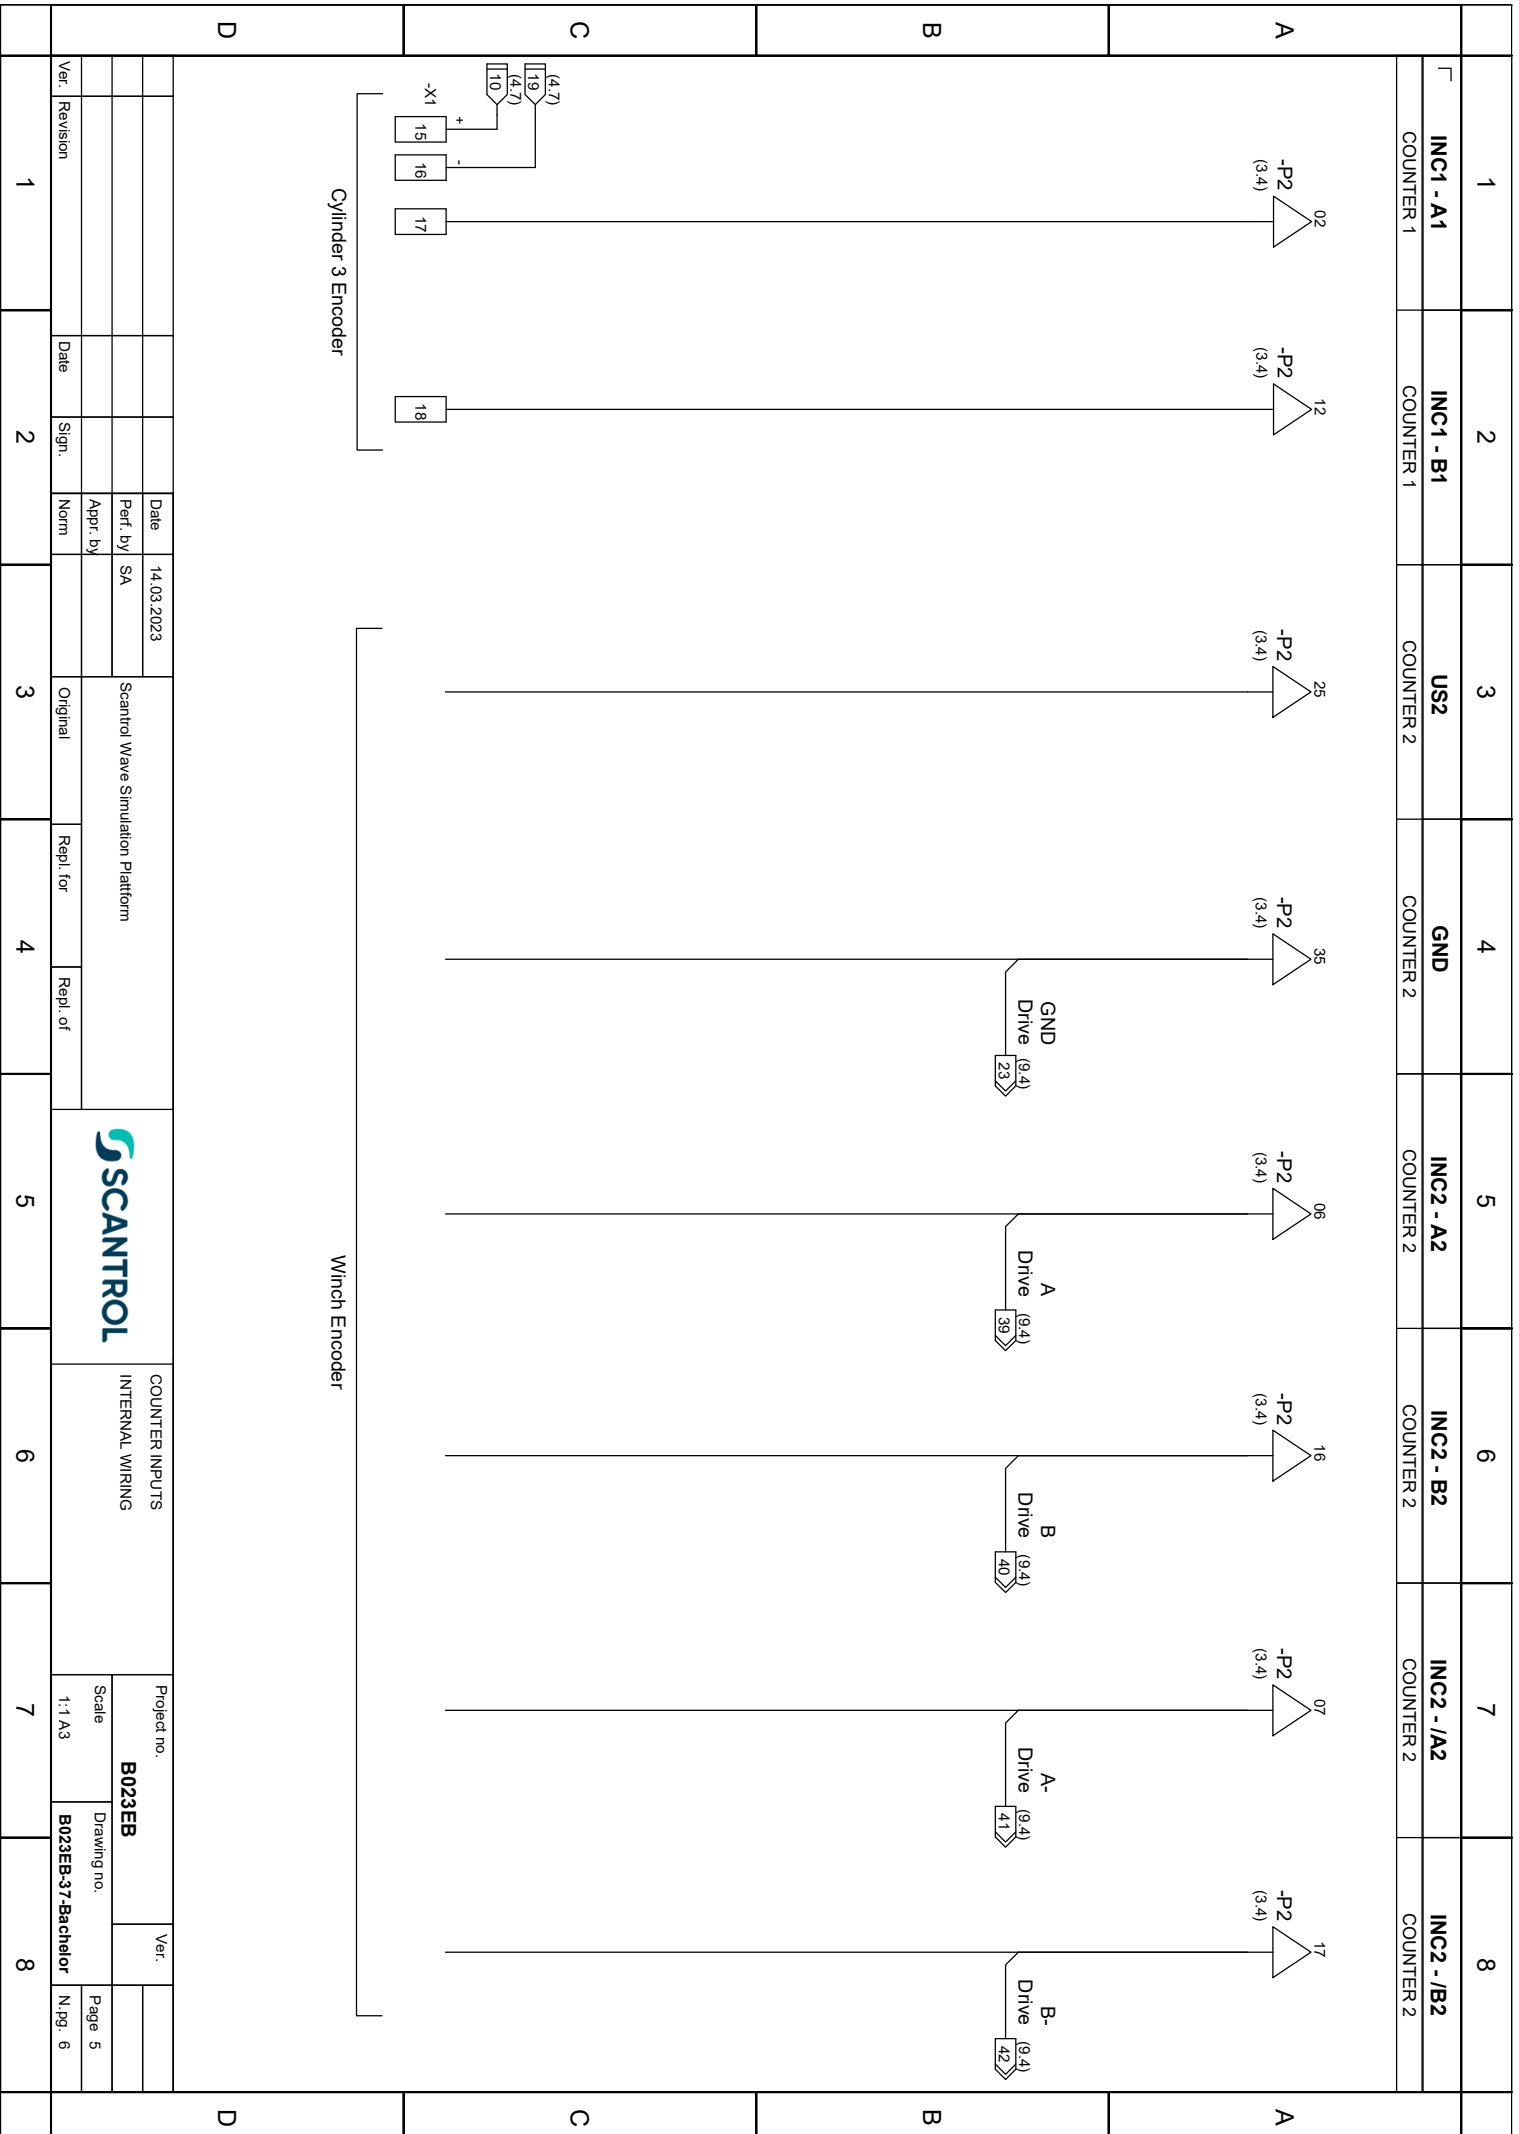 1 2 3 4 5 6 7 8
INC1 - A1 INC1 - B1 US2 GND INC2 - A2 INC2 - B2 INC2 - /A2 INC2 - /B2
COUNTER 1 COUNTER 1 COUNTER 2 COUNTER 2 COUNTER 2 COUNTER 2 COUNTER 2 COUNTER 2
A A
02 12 25 35 06 16 07 17
-P2 -P2 -P2 -P2 -P2 -P2 -P2 -P2
(3.4) (3.4) (3.4) (3.4) (3.4) (3.4) (3.4) (3.4)
B B
GND A B A- B-
Drive (9.4) Drive (9.4) Drive (9.4) Drive (9.4) Drive (9.4)
23 39 40 41 42
C C
(4.7)
19
(4.7)
10
+ -
-X1 15 16 17 18
Cylinder 3 Encoder Winch Encoder
D D
Date 14.03.2023 COUNTER INPUTS Project no. Ver.
Perf. by SA Scantrol Wave Simulation Plattform INTERNAL WIRING B023EB
Appr. by SCANTROL Scale Drawing no. Page 5
Ver. Revision Date Sign. Norm Original Repl. for Repl. of 1:1 A3 B023EB-37-Bachelor N.pg. 6
1 2 3 4 5 6 7 8